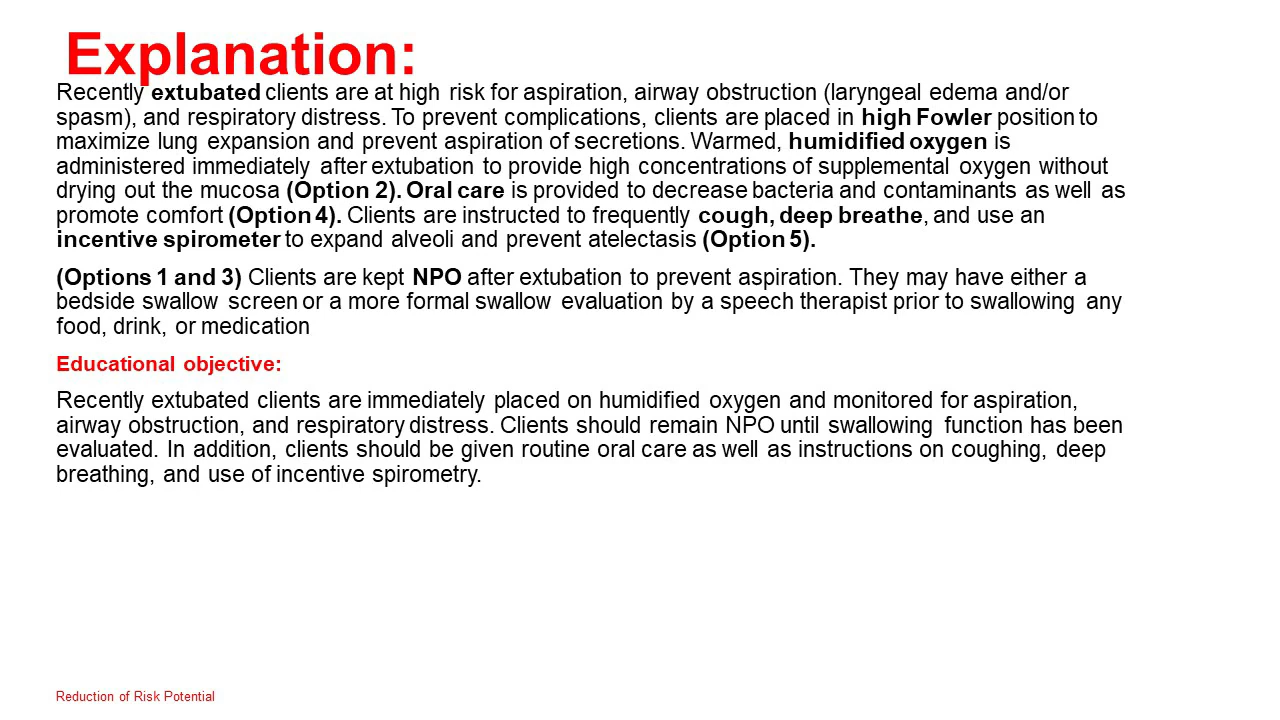 Explanation:
Recently extubated clients are at high risk for aspiration, airway obstruction (laryngeal edema and/or
spasm), and respiratory distress. To prevent complications, clients are placed in high Fowler position to
maximize lung expansion and prevent aspiration of secretions. Warmed, humidified oxygen is
administered immediately after extubation to provide high concentrations of supplemental oxygen without
drying out the mucosa (Option 2). Oral care is provided to decrease bacteria and contaminants as well as
promote comfort (Option 4). Clients are instructed to frequently cough, deep breathe, and use an
incentive spirometer to expand alveoli and prevent atelectasis (Option 5).
(Options 1 and 3) Clients are kept NPO after extubation to prevent aspiration. They may have either a
bedside swallow screen or a more formal swallow evaluation by a speech therapist prior to swallowing any
food, drink, or medication
Educational objective:
Recently extubated clients are immediately placed on humidified oxygen and monitored for aspiration,
airway obstruction, and respiratory distress. Clients should remain NPO until swallowing function has been
evaluated. In addition, clients should be given routine oral care as well as instructions on coughing, deep
breathing, and use of incentive spirometry.
Reduction of Risk Potential